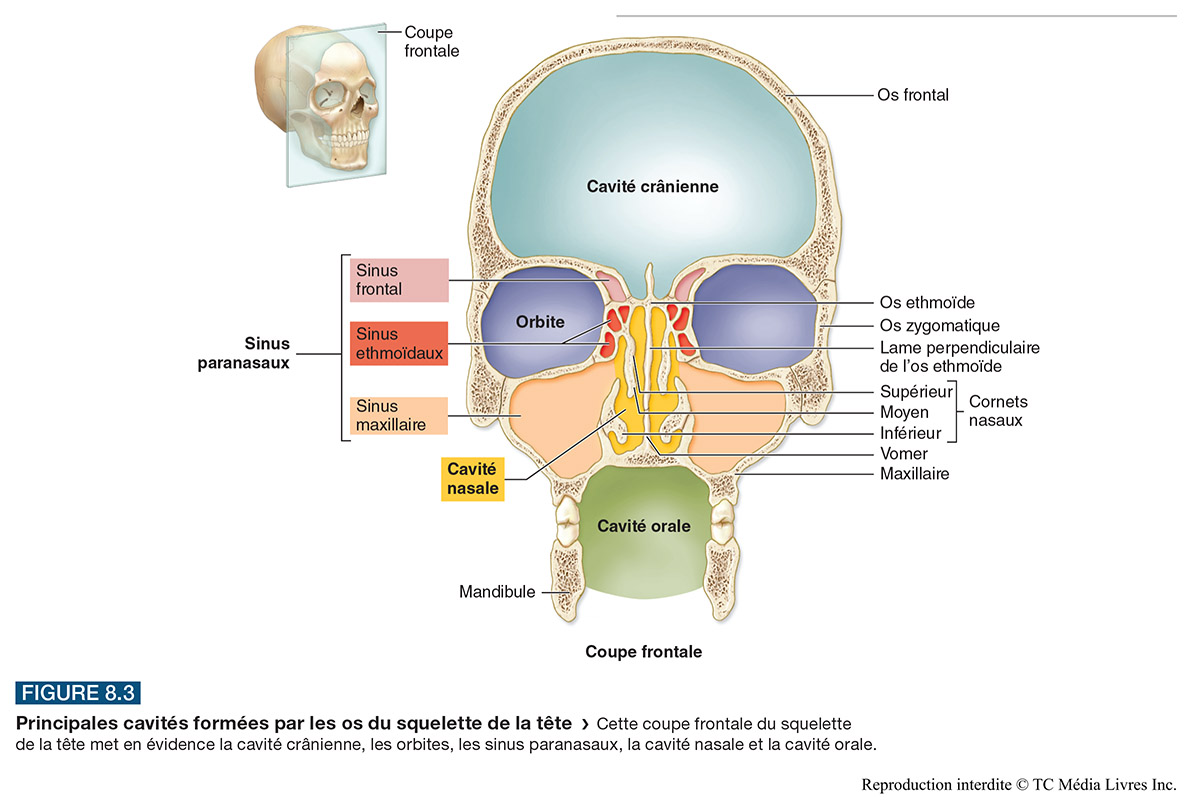 Coupe
frontale
Os frontal
Cavité crânienne
Sinus
frontal
Sinus
ethmoïdaux
Sinus
paranasaux
Sinus
maxillaire
Orbite
Os ethmoïde
Os zygomatique
Lame perpendiculaire
de l'os ethmoïde
Supérieur
Moyen
Inférieur
Cornets
nasaux
Vomer
Maxillaire
Cavité
nasale
Cavité orale
Mandibule
Coupe frontale
FIGURE 8.3
Principales cavités formées par les os du squelette de la tête › Cette coupe frontale du squelette
de la tête met en évidence la cavité crânienne, les orbites, les sinus paranasaux, la cavité nasale et la cavité orale.
Reproduction interdite © TC Média Livres Inc.